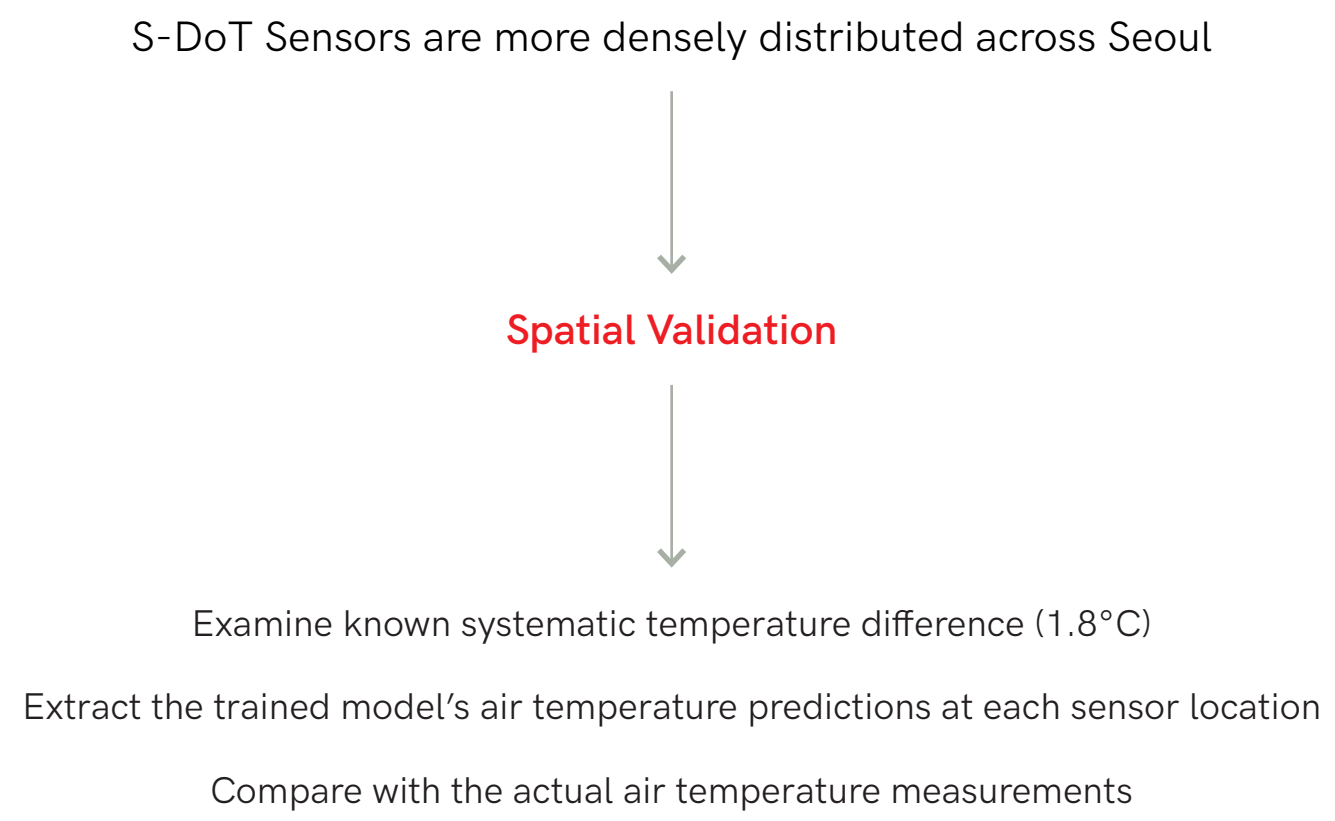 S-DoT Sensors are more densely distributed across Seoul
Spatial Validation
Examine known systematic temperature difference (1.8°C)
Extract the trained model’s air temperature predictions at each sensor location
Compare with the actual air temperature measurements